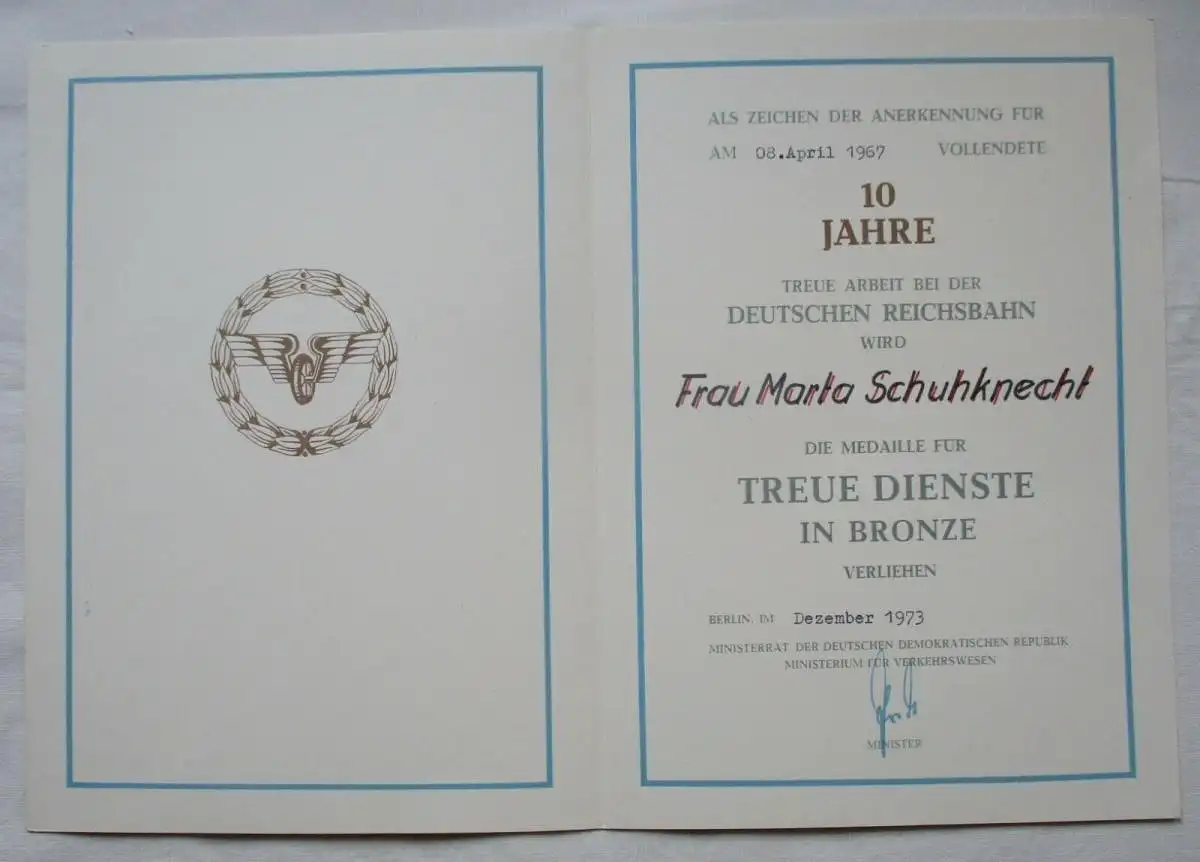 ALS ZEICHEN DER ANERKENNUNG FÜR
AM 08.April 1967 VOLLENDETE
10
JAHRE
TREUE ARBEIT BEI DER
DEUTSCHEN REICHSBAHN
WIRD
Frau Marta Schuhknecht
DIE MEDAILLE FÜR
TREUE DIENSTE
IN BRONZE
VERLIEHEN
BERLIN, IM Dezember 1973
MINISTERRAT DER DEUTSCHEN DEMOKRATISCHEN REPUBLIK
MINISTERIUM FÜR VERKEHRSWESEN
MINISTER